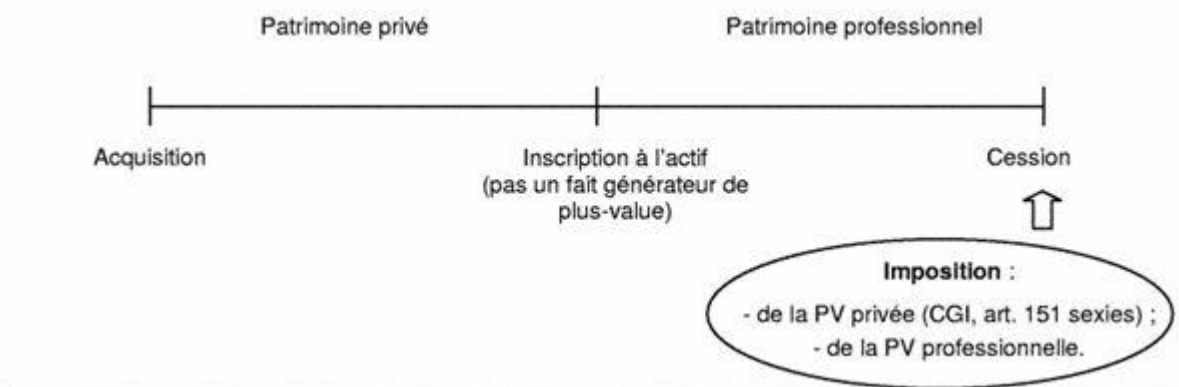 Patrimoine privé
Patrimoine professionnel
Acquisition
Inscription à l'actif
(pas un fait générateur de
plus-value)
Cession
Imposition :
- de la PV privée (CGI, art. 151 sexies) ;
- de la PV professionnelle.